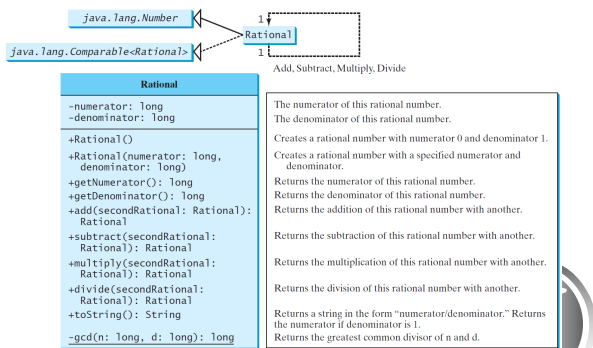 java.lang.Number
1
Rational
java.lang.Comparable<Rational>
1
Add, Subtract, Multiply, Divide
Rational
-numerator: long
The numerator of this rational number.
-denominator: long
The denominator of this rational number.
+Rational()
Creates a rational number with numerator 0 and denominator 1.
+Rational(numerator: long,
denominator: long)
Creates a rational number with a specified numerator and
denominator.
+getNumerator(): long
Returns the numerator of this rational number.
+getDenominator(): long
Returns the denominator of this rational number.
+add(secondRational: Rational):
Rational
Returns the addition of this rational number with another.
+subtract(secondRational:
Rational): Rational
Returns the subtraction of this rational number with another.
+multiply(secondRational:
Rational): Rational
Returns the multiplication of this rational number with another.
+divide(secondRational:
Rational): Rational
Returns the division of this rational number with another.
+toString(): String
Returns a string in the form “numerator/denominator.” Returns
the numerator if denominator is 1.
-gcd(n: long, d: long): long
Returns the greatest common divisor of n and d.